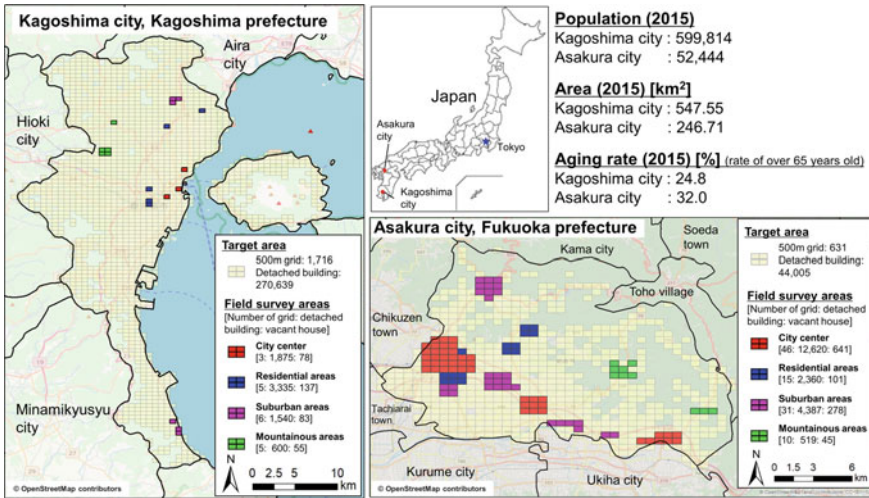 Kagoshima city, Kagoshima prefecture
Aira
city
Hioki
city
Minamikyusyu
city
Target area
500m grid: 1,716
Detached building:
270,639
Field survey areas
[Number of grid: detached
building: vacant house]
City center
[3: 1,875: 78]
Residential areas
[5: 3,335: 137]
Suburban areas
[6: 1,540: 83]
Mountainous areas
[5: 600: 55]
N
0 2.5 5 10
km
© OpenStreetMap contributors
Japan
Asakura
city
Tokyo
Kagoshima
city
Population (2015)
Kagoshima city : 599,814
Asakura city : 52,444
Area (2015) [km²]
Kagoshima city : 547.55
Asakura city : 246.71
Aging rate (2015) [%] (rate of over 65 years old)
Kagoshima city : 24.8
Asakura city : 32.0
Asakura city, Fukuoka prefecture
Kama city
Soeda
town
Toho village
Chikuzen
town
Tachiarai
town
Kurume city
Ukiha city
Target area
500m grid: 631
Detached building:
44,005
Field survey areas
[Number of grid: detached
building: vacant house]
City center
[46: 12,620: 641]
Residential areas
[15: 2,360: 101]
Suburban areas
[31: 4,387: 278]
Mountainous areas
[10: 519: 45]
N
0 1.5 3 6
km
© OpenStreetMap contributors